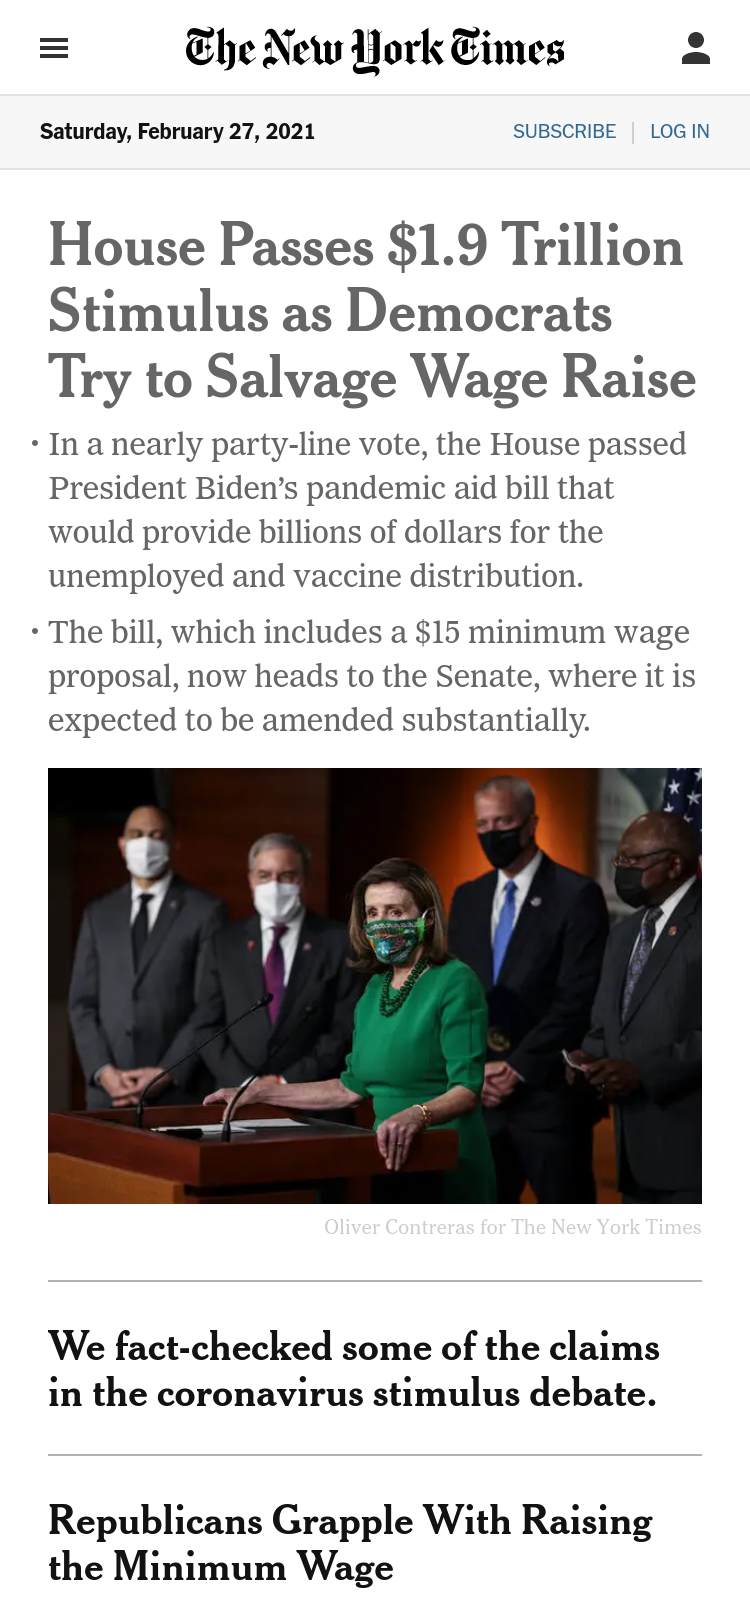 The New York Times
Saturday, February 27, 2021
SUBSCRIBE | LOG IN
House Passes $1.9 Trillion
Stimulus as Democrats
Try to Salvage Wage Raise
• In a nearly party-line vote, the House passed
President Biden’s pandemic aid bill that
would provide billions of dollars for the
unemployed and vaccine distribution.
• The bill, which includes a $15 minimum wage
proposal, now heads to the Senate, where it is
expected to be amended substantially.
Oliver Contreras for The New York Times
We fact-checked some of the claims
in the coronavirus stimulus debate.
Republicans Grapple With Raising
the Minimum Wage